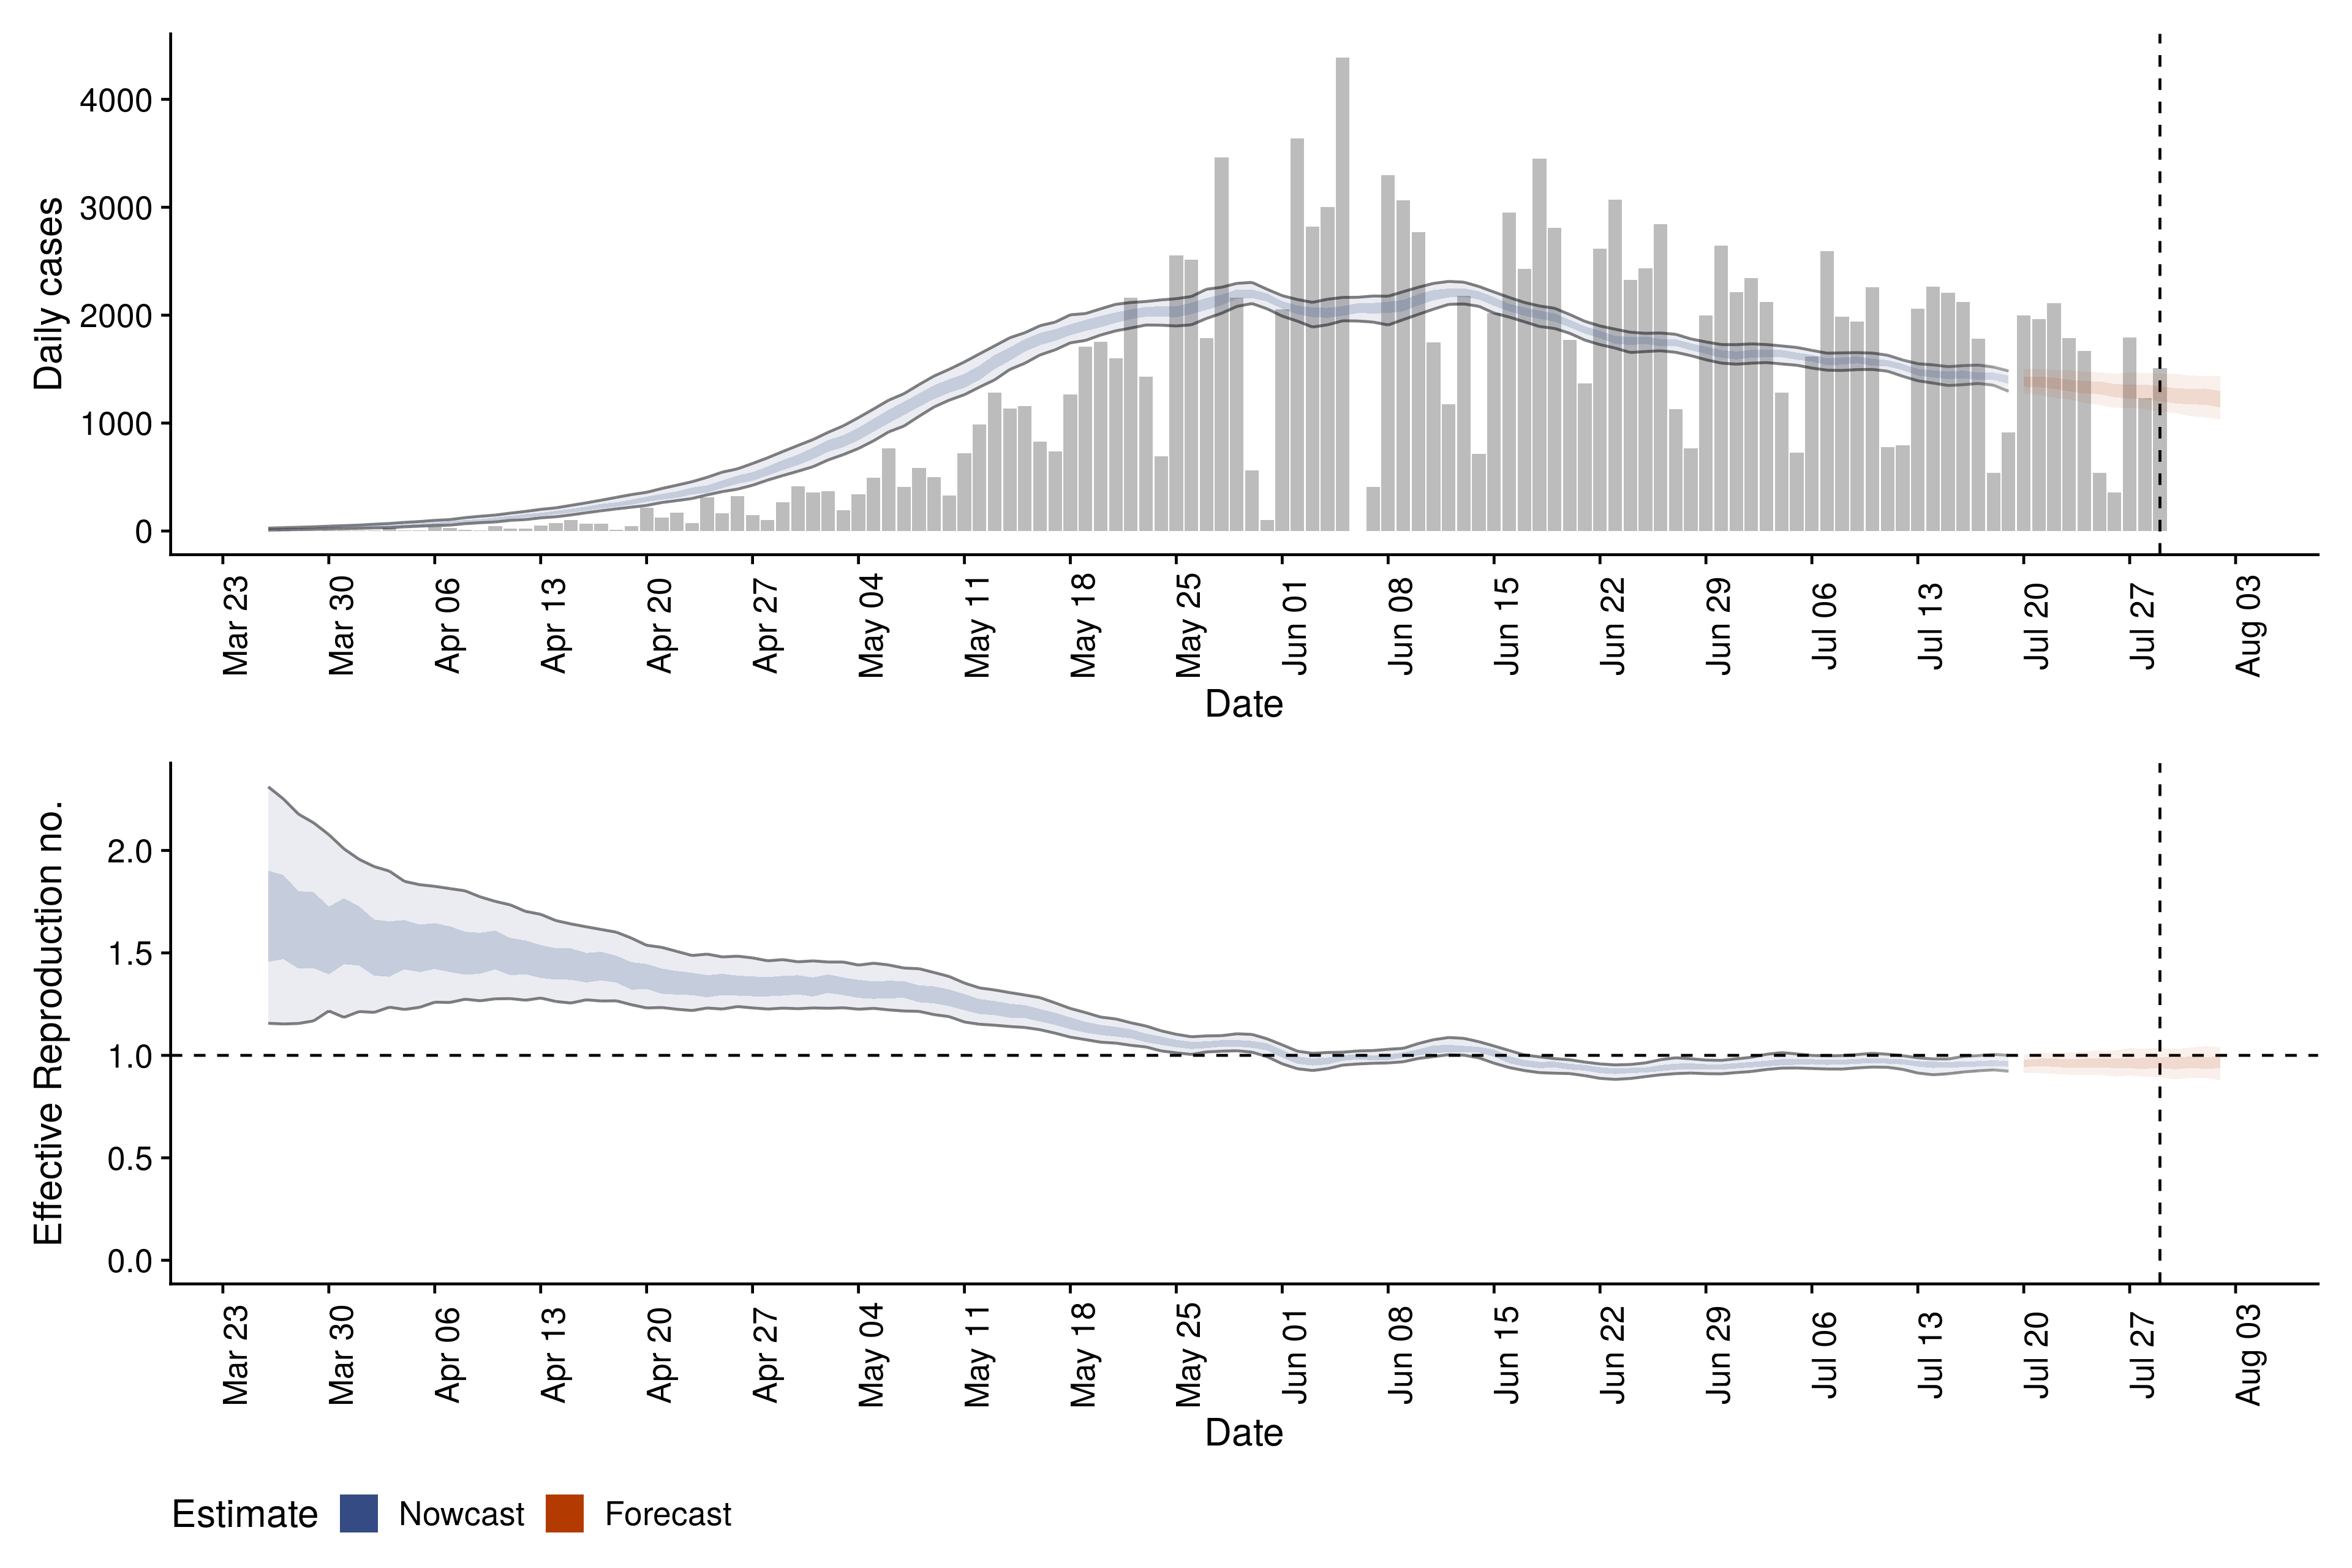 Daily cases
4000
3000
2000
1000
0
Mar 23
Mar 30
Apr 06
Apr 13
Apr 20
Apr 27
May 04
May 11
May 18
May 25
Jun 01
Jun 08
Jun 15
Jun 22
Jun 29
Jul 06
Jul 13
Jul 20
Jul 27
Aug 03
Date
Effective Reproduction no.
2.0
1.5
1.0
0.5
0.0
Mar 23
Mar 30
Apr 06
Apr 13
Apr 20
Apr 27
May 04
May 11
May 18
May 25
Jun 01
Jun 08
Jun 15
Jun 22
Jun 29
Jul 06
Jul 13
Jul 20
Jul 27
Aug 03
Date
Estimate Nowcast Forecast